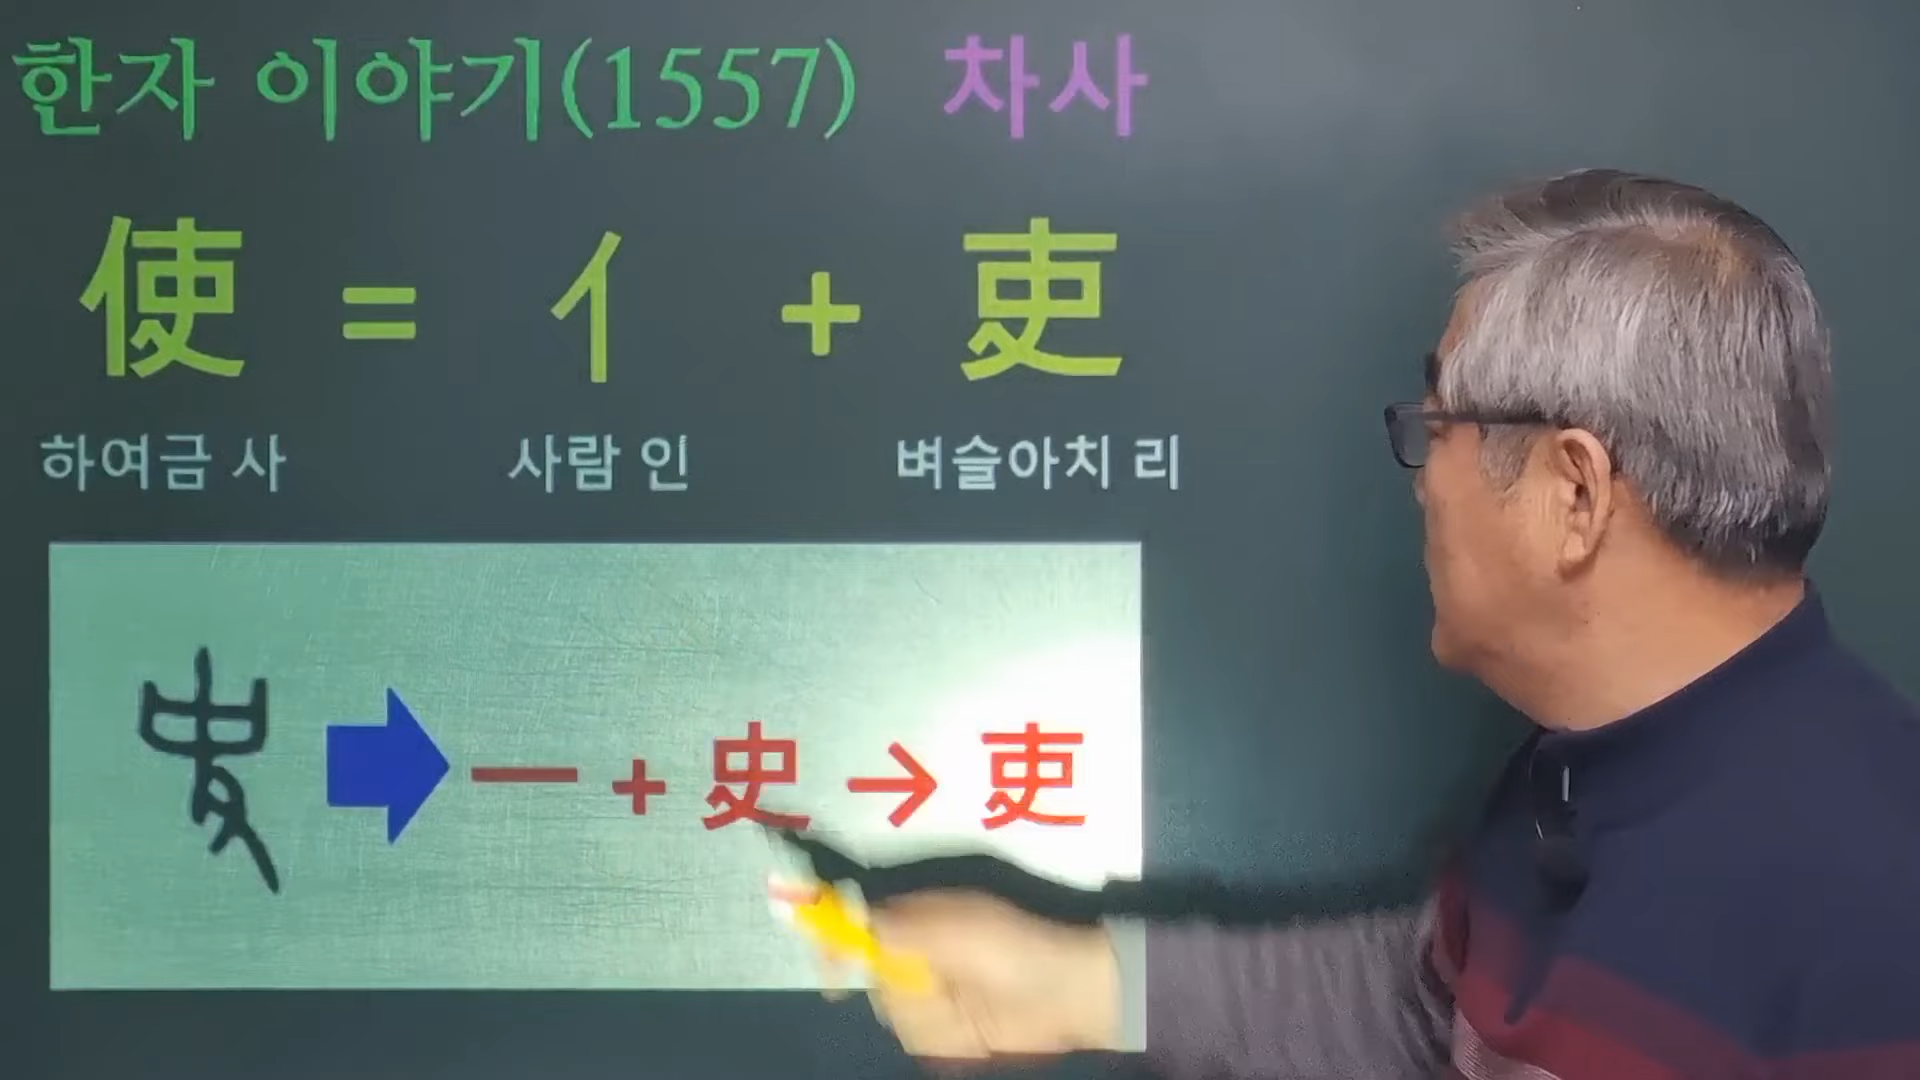 한자 이야기(1557) 차사
使 = 亻 + 吏
하여금 사 사람 인 벼슬아치 리
一 + 史 → 吏